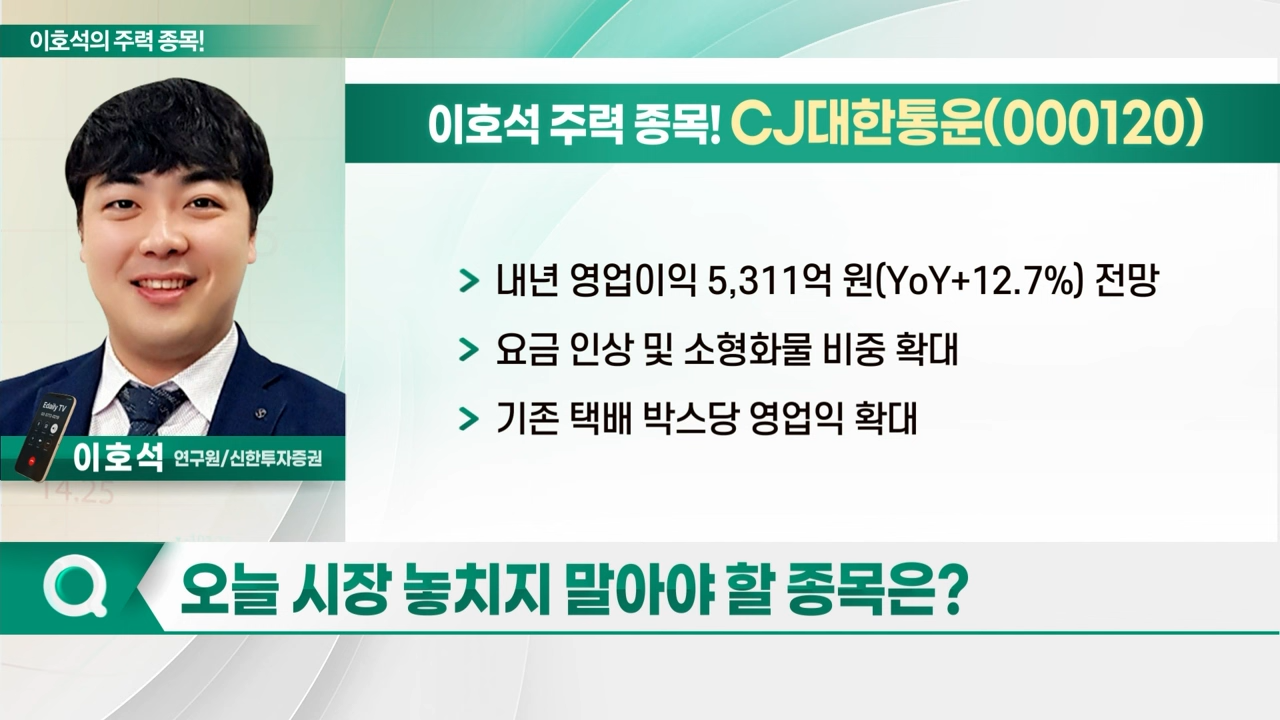 이호석의 주력 종목!
이호석 주력 종목! CJ대한통운(000120)
> 내년 영업이익 5,311억 원(YoY+12.7%) 전망
> 요금 인상 및 소형화물 비중 확대
> 기존 택배 박스당 영업익 확대
Edaily TV
이호석 연구원/신한투자증권
14.25
Q 오늘 시장 놓치지 말아야 할 종목은?